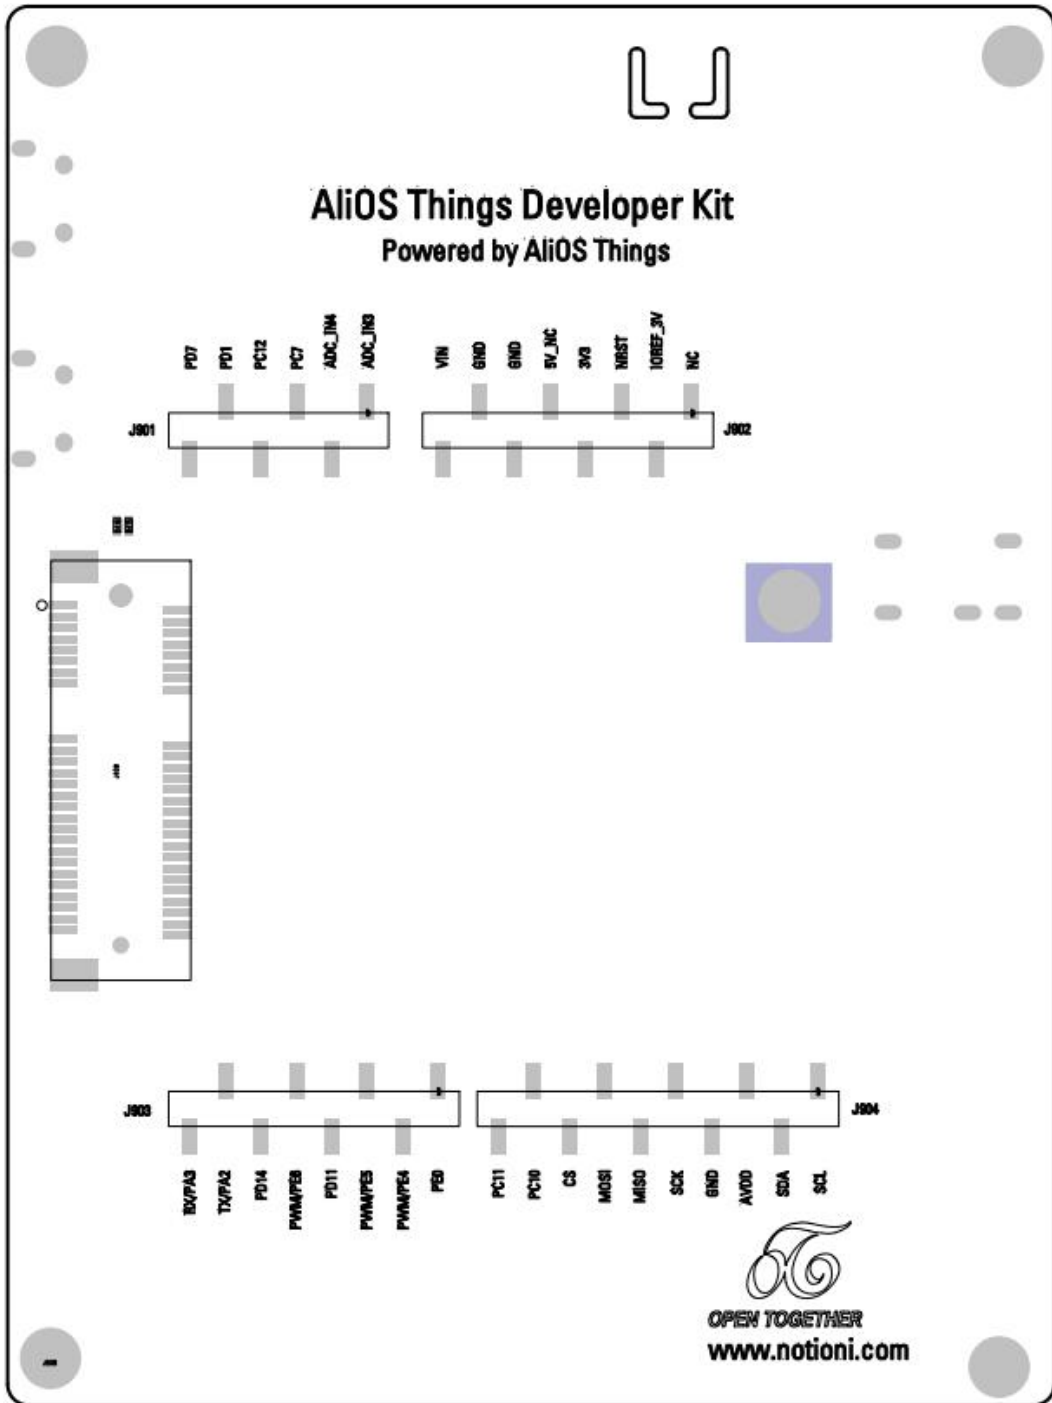 AliOS Things Developer Kit
Powered by AliOS Things
PD7
PD1
PC12
PC7
ADC_IN4
ADC_IN3
VIN
GND
GND
5V_NC
3V3
NRST
IOREF_3V
NC
J901
J902
J903
J904
RX/PA3
TX/PA2
PD14
PWM/PE6
PD11
PWM/PE5
PWM/PE4
PE0
PC11
PC10
CS
MOSI
MISO
SCK
GND
AVDD
SDA
SCL
OPEN TOGETHER
www.notioni.com